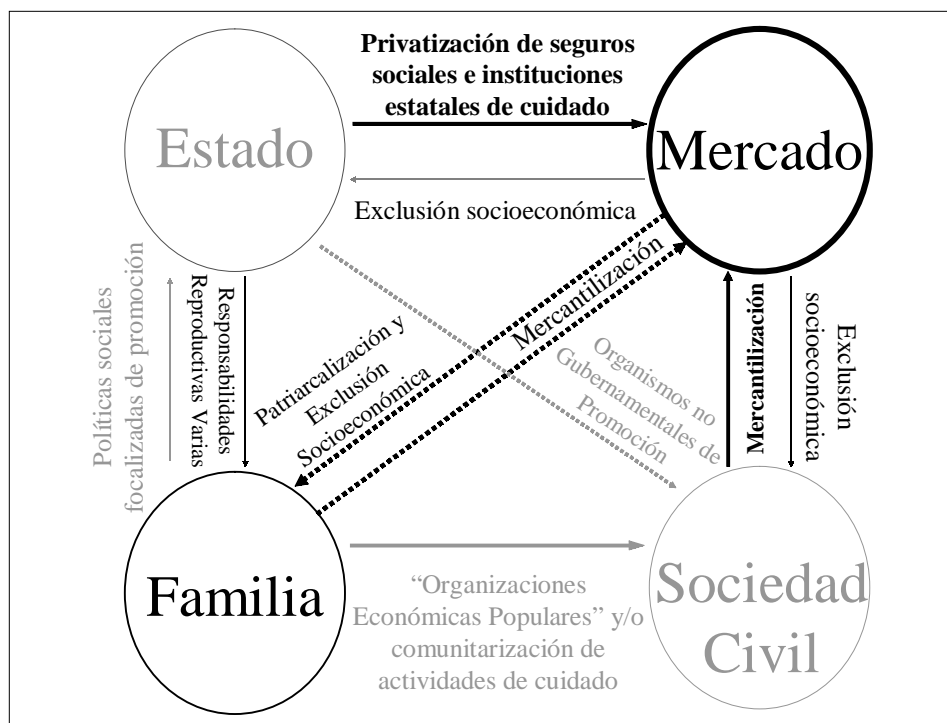 Privatización de seguros
sociales e instituciones
estatales de cuidado
Estado
Mercado
Exclusión socioeconómica
Políticas sociales
focalizadas de promoción
Responsabilidades
Reproductivas Varias
Patriarcalización y
Exclusión
Socioeconómica
Mercantilización
Organismos no
Gubernamentales de
Promoción
Mercantilización
Exclusión
socioeconómica
Familia
“Organizaciones
Económicas Populares” y/o
comunitarización de
actividades de cuidado
Sociedad
Civil